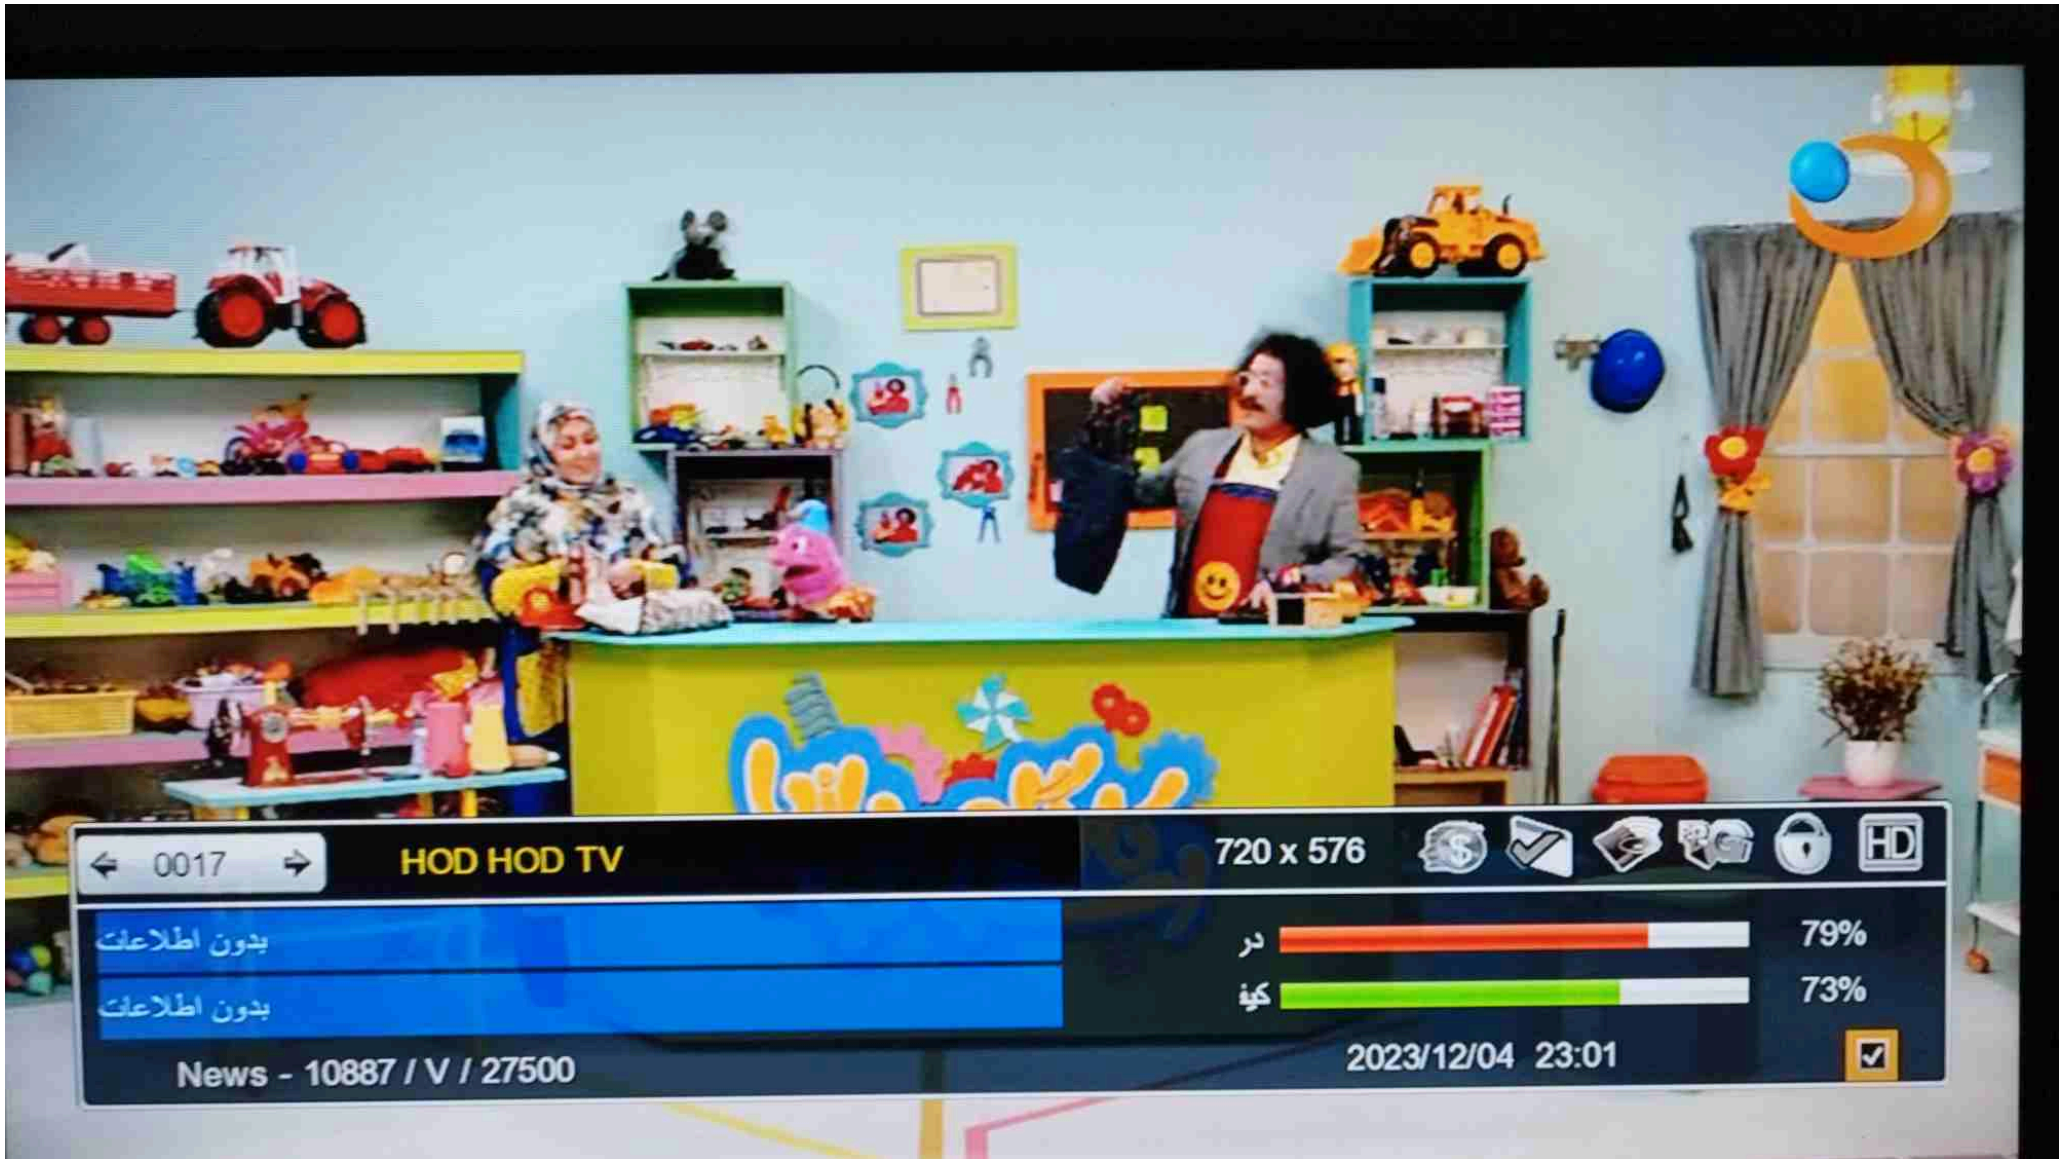 0017
HOD HOD TV
720 x 576
HD
بدون اطلاعات
در
79%
بدون اطلاعات
کیف
73%
News - 10887 / V / 27500
2023/12/04 23:01